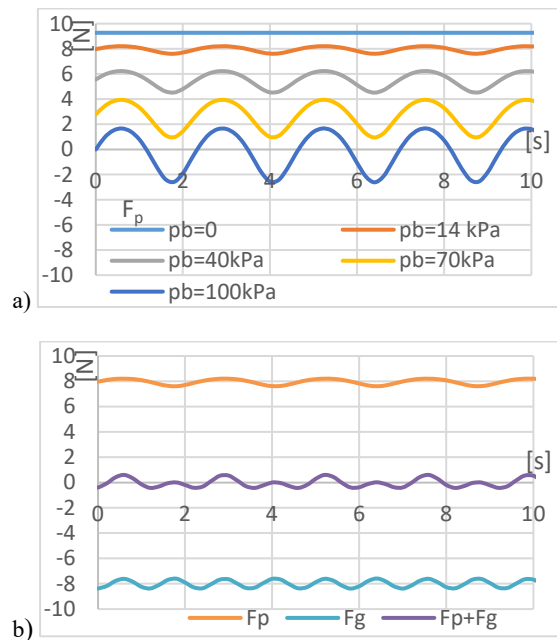 [N]
10
8
6
4
2
0
-2
-4
-6
-8
-10
0 2 4 6 8 10
[s]
F_p
pb=0 pb=14 kPa
pb=40kPa pb=70kPa
pb=100kPa
a)
[N]
10
8
6
4
2
0
-2
-4
-6
-8
-10
[s]
0 2 4 6 8 10
Fp Fg Fp+Fg
b)